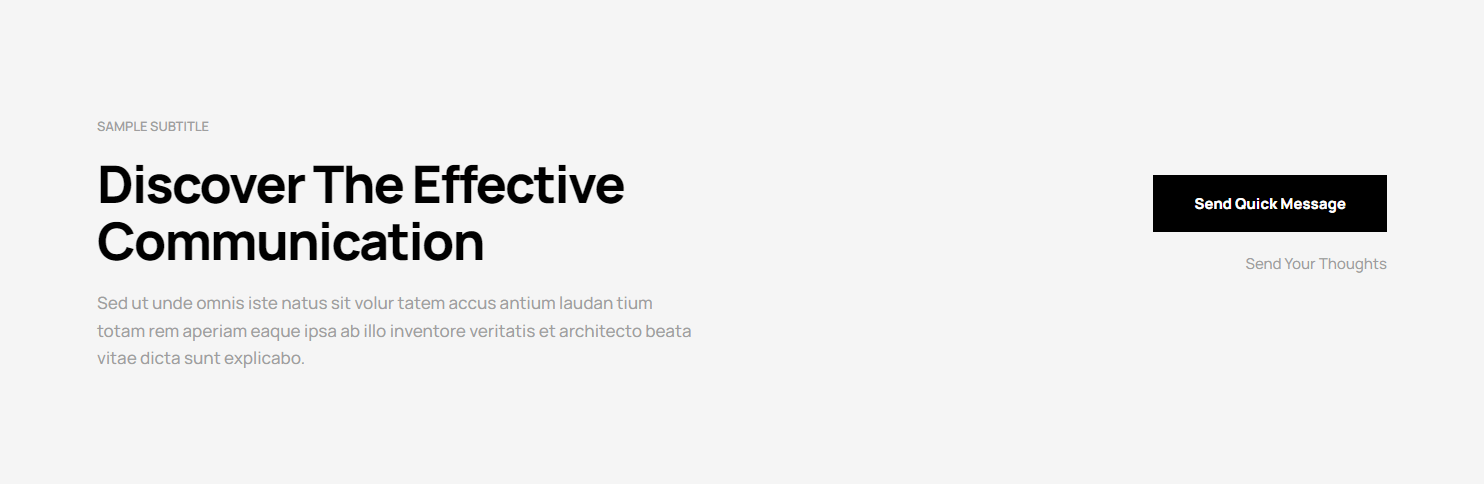 SAMPLE SUBTITLE
Discover The Effective
Communication
Sed ut unde omnis iste natus sit volur tatem accus antium laudan tium
totam rem aperiam eaque ipsa ab illo inventore veritatis et architecto beata
vitae dicta sunt explicabo.
Send Quick Message
Send Your Thoughts